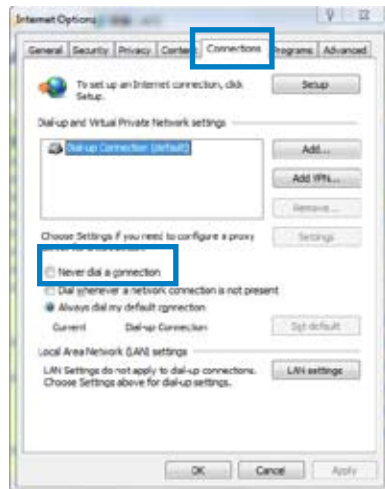 Internet Options
General Security Privacy Content Connections Programs Advanced
To set up an Internet connection, click
Setup.
Setup
Dial-up and Virtual Private Network settings
Dial-up Connection (default)
Add...
Add VPN...
Remove...
Choose Settings if you need to configure a proxy
Settings
Never dial a connection
Dial whenever a network connection is not present
Always dial my default connection
Current Dial-up Connection Set default
Local Area Network (LAN) settings
LAN Settings do not apply to dial-up connections.
Choose Settings above for dial-up settings.
LAN settings
OK Cancel Apply